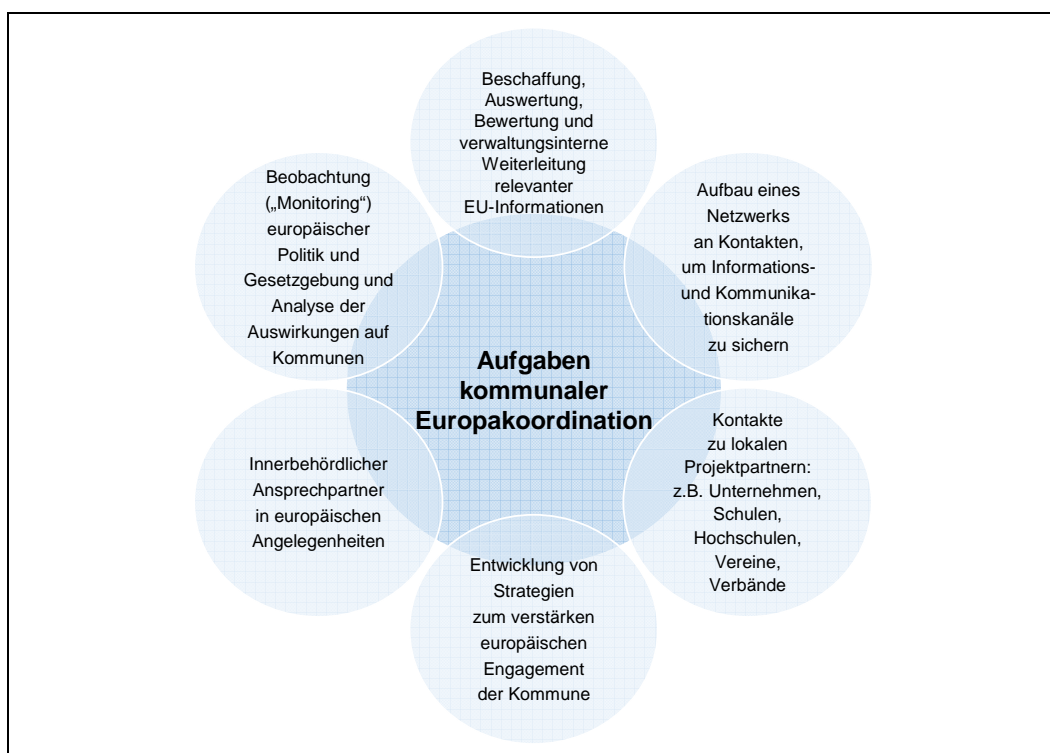 Beschaffung,
Auswertung,
Bewertung und
verwaltungsinterne
Weiterleitung
relevanter
EU-Informationen
Aufbau eines
Netzwerks
an Kontakten,
um Informations-
und Kommunika-
tionskanäle
zu sichern
Kontakte
zu lokalen
Projektpartnern:
z.B. Unternehmen,
Schulen,
Hochschulen,
Vereine,
Verbände
Entwicklung von
Strategien
zum verstärken
europäischen
Engagement
der Kommune
Innerbehördlicher
Ansprechpartner
in europäischen
Angelegenheiten
Beobachtung
(„Monitoring“)
europäischer
Politik und
Gesetzgebung und
Analyse der
Auswirkungen auf
Kommunen
Aufgaben
kommunaler
Europakoordination